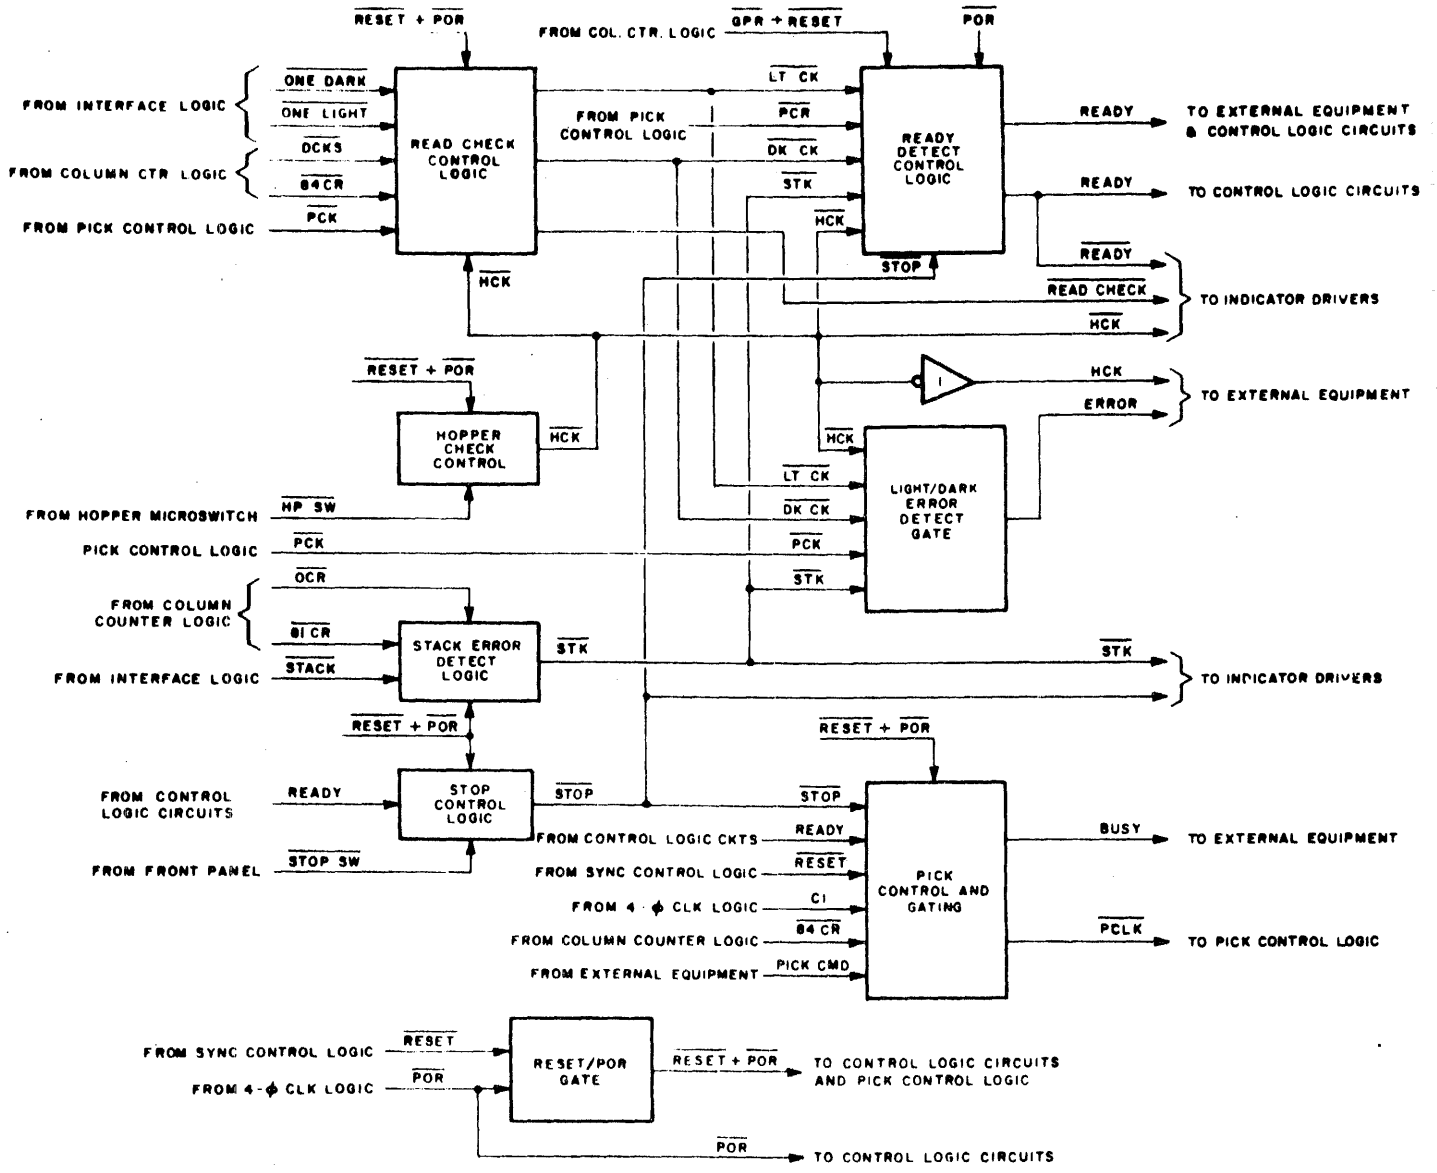 RESET + POR
FROM COL. CTR. LOGIC
GPR + RESET
POR
FROM INTERFACE LOGIC
ONE DARK
ONE LIGHT
FROM COLUMN CTR LOGIC
DCKS
84CR
FROM PICK CONTROL LOGIC
PCK
READ CHECK
CONTROL
LOGIC
HCK
FROM PICK
CONTROL LOGIC
LT CK
PCR
DK CK
STK
HCK
STOP
READY
DETECT
CONTROL
LOGIC
READY
TO EXTERNAL EQUIPMENT
& CONTROL LOGIC CIRCUITS
READY
TO CONTROL LOGIC CIRCUITS
READY
READ CHECK
HCK
TO INDICATOR DRIVERS
RESET + POR
HOPPER
CHECK
CONTROL
HCK
FROM HOPPER MICROSWITCH
HP SW
I
HCK
ERROR
TO EXTERNAL EQUIPMENT
HCK
LT CK
DK CK
PCK
STK
LIGHT/DARK
ERROR
DETECT
GATE
PICK CONTROL LOGIC
PCK
FROM COLUMN
COUNTER LOGIC
OCR
81CR
FROM INTERFACE LOGIC
STACK
STACK ERROR
DETECT
LOGIC
STK
STK
TO INDICATOR DRIVERS
RESET + POR
FROM CONTROL
LOGIC CIRCUITS
READY
FROM FRONT PANEL
STOP SW
STOP
CONTROL
LOGIC
STOP
RESET + POR
STOP
FROM CONTROL LOGIC CKTS
READY
FROM SYNC CONTROL LOGIC
RESET
FROM 4-ϕ CLK LOGIC
C1
FROM COLUMN COUNTER LOGIC
84CR
FROM EXTERNAL EQUIPMENT
PICK CMD
PICK
CONTROL AND
GATING
BUSY
TO EXTERNAL EQUIPMENT
PCLK
TO PICK CONTROL LOGIC
FROM SYNC CONTROL LOGIC
RESET
FROM 4-ϕ CLK LOGIC
POR
RESET/POR
GATE
RESET + POR
TO CONTROL LOGIC CIRCUITS
AND PICK CONTROL LOGIC
POR
TO CONTROL LOGIC CIRCUITS